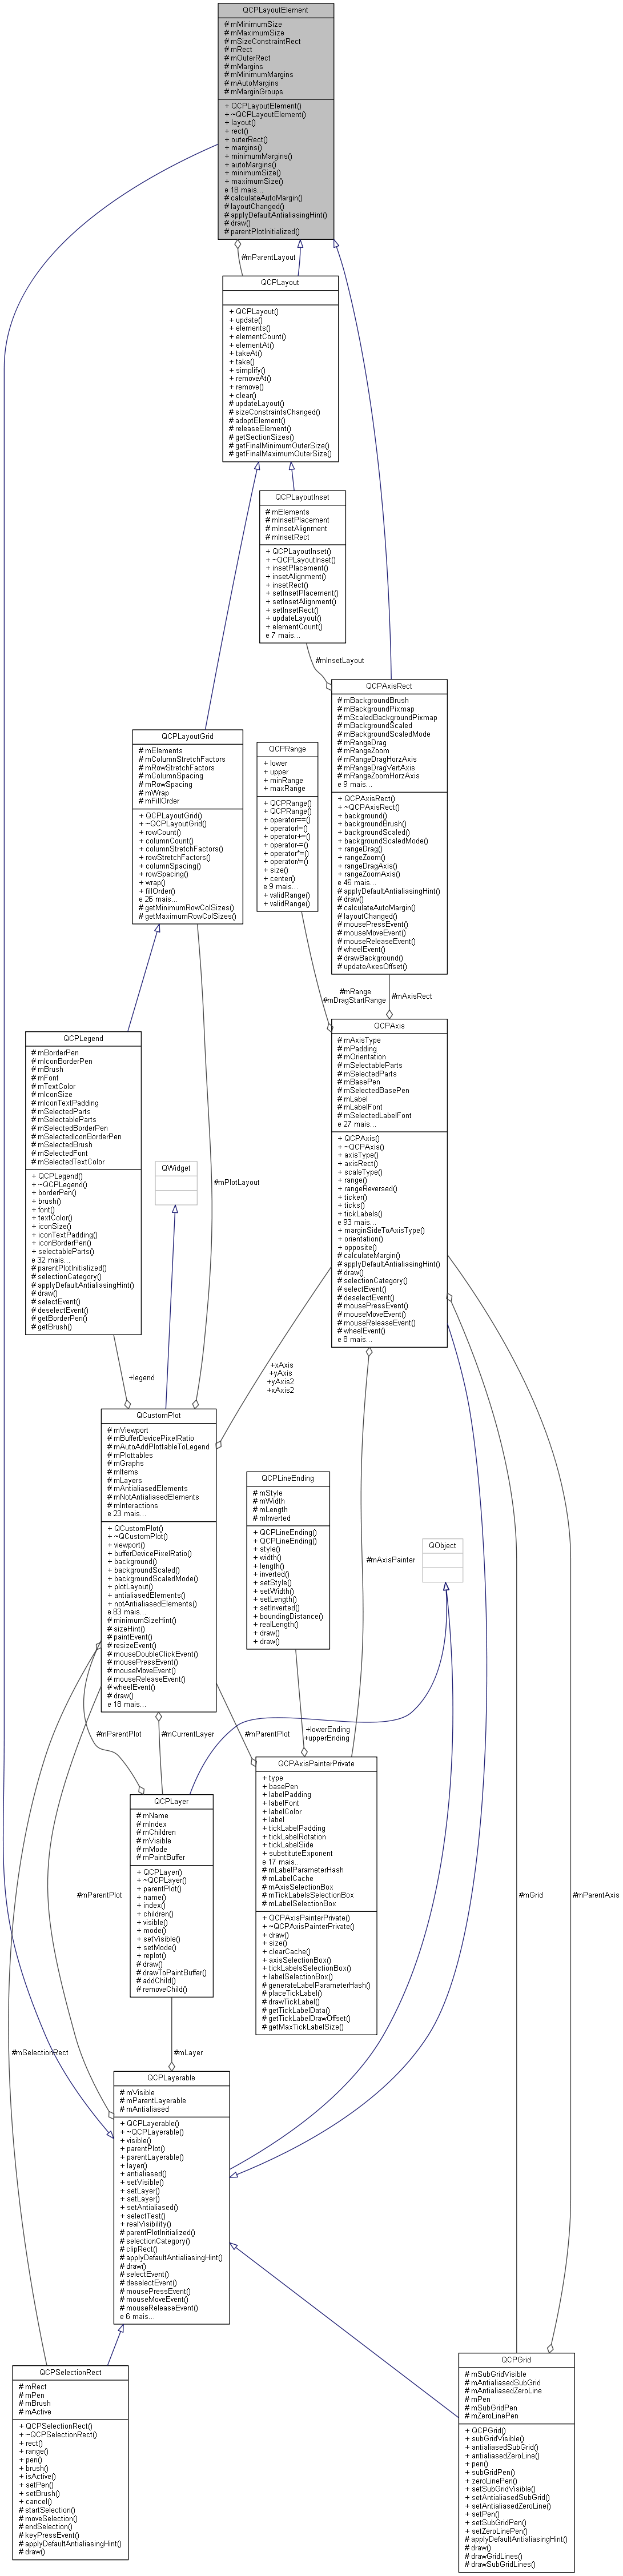 QCPLayoutElement
# mMinimumSize
# mMaximumSize
# mSizeConstraintRect
# mRect
# mOuterRect
# mMargins
# mMinimumMargins
# mAutoMargins
# mMarginGroups
+ QCPLayoutElement()
+ ~QCPLayoutElement()
+ layout()
+ rect()
+ outerRect()
+ margins()
+ minimumMargins()
+ autoMargins()
+ minimumSize()
+ maximumSize()
e 18 mais...
# calculateAutoMargin()
# layoutChanged()
# applyDefaultAntialiasingHint()
# draw()
# parentPlotInitialized()
#mParentLayout
QCPLayout
+ QCPLayout()
+ update()
+ elements()
+ elementCount()
+ elementAt()
+ takeAt()
+ take()
+ simplify()
+ removeAt()
+ remove()
+ clear()
# updateLayout()
# sizeConstraintsChanged()
# adoptElement()
# releaseElement()
# getSectionSizes()
# getFinalMinimumOuterSize()
# getFinalMaximumOuterSize()
QCPLayoutInset
# mElements
# mInsetPlacement
# mInsetAlignment
# mInsetRect
+ QCPLayoutInset()
+ ~QCPLayoutInset()
+ insetPlacement()
+ insetAlignment()
+ insetRect()
+ setInsetPlacement()
+ setInsetAlignment()
+ setInsetRect()
+ updateLayout()
+ elementCount()
e 7 mais...
#mInsetLayout
QCPAxisRect
# mBackgroundBrush
# mBackgroundPixmap
# mScaledBackgroundPixmap
# mBackgroundScaled
# mBackgroundScaledMode
# mRangeDrag
# mRangeZoom
# mRangeDragHorzAxis
# mRangeDragVertAxis
# mRangeZoomHorzAxis
e 9 mais...
+ QCPAxisRect()
+ ~QCPAxisRect()
+ background()
+ backgroundBrush()
+ backgroundScaled()
+ backgroundScaledMode()
+ rangeDrag()
+ rangeZoom()
+ rangeDragAxis()
+ rangeZoomAxis()
e 46 mais...
# applyDefaultAntialiasingHint()
# draw()
# calculateAutoMargin()
# layoutChanged()
# mousePressEvent()
# mouseMoveEvent()
# mouseReleaseEvent()
# wheelEvent()
# drawBackground()
# updateAxesOffset()
QCPLayoutGrid
# mElements
# mColumnStretchFactors
# mRowStretchFactors
# mColumnSpacing
# mRowSpacing
# mWrap
# mFillOrder
+ QCPLayoutGrid()
+ ~QCPLayoutGrid()
+ rowCount()
+ columnCount()
+ columnStretchFactors()
+ rowStretchFactors()
+ columnSpacing()
+ rowSpacing()
+ wrap()
+ fillOrder()
e 26 mais...
# getMinimumRowColSizes()
# getMaximumRowColSizes()
QCPRange
+ lower
+ upper
+ minRange
+ maxRange
+ QCPRange()
+ QCPRange()
+ operator==()
+ operator!=()
+ operator+=()
+ operator-=()
+ operator*=()
+ operator/=()
+ size()
+ center()
e 9 mais...
+ validRange()
+ validRange()
#mRange
#mDragStartRange
#mAxisRect
QCPAxis
# mAxisType
# mPadding
# mOrientation
# mSelectableParts
# mSelectedParts
# mBasePen
# mSelectedBasePen
# mLabel
# mLabelFont
# mSelectedLabelFont
e 27 mais...
+ QCPAxis()
+ ~QCPAxis()
+ axisType()
+ axisRect()
+ scaleType()
+ range()
+ rangeReversed()
+ ticker()
+ ticks()
+ tickLabels()
e 93 mais...
+ marginSideToAxisType()
+ orientation()
+ opposite()
# calculateMargin()
# applyDefaultAntialiasingHint()
# draw()
# selectionCategory()
# selectEvent()
# deselectEvent()
# mousePressEvent()
# mouseMoveEvent()
# mouseReleaseEvent()
# wheelEvent()
e 8 mais...
QCPLegend
# mBorderPen
# mIconBorderPen
# mBrush
# mFont
# mTextColor
# mIconSize
# mIconTextPadding
# mSelectedParts
# mSelectableParts
# mSelectedBorderPen
# mSelectedIconBorderPen
# mSelectedBrush
# mSelectedFont
# mSelectedTextColor
+ QCPLegend()
+ ~QCPLegend()
+ borderPen()
+ brush()
+ font()
+ textColor()
+ iconSize()
+ iconTextPadding()
+ iconBorderPen()
+ selectableParts()
e 32 mais...
# parentPlotInitialized()
# selectionCategory()
# applyDefaultAntialiasingHint()
# draw()
# selectEvent()
# deselectEvent()
# getBorderPen()
# getBrush()
QWidget
#mPlotLayout
+legend
+xAxis
+yAxis
+yAxis2
+xAxis2
QCustomPlot
# mViewport
# mBufferDevicePixelRatio
# mAutoAddPlottableToLegend
# mPlottables
# mGraphs
# mItems
# mLayers
# mAntialiasedElements
# mNotAntialiasedElements
# mInteractions
e 23 mais...
+ QCustomPlot()
+ ~QCustomPlot()
+ viewport()
+ bufferDevicePixelRatio()
+ background()
+ backgroundScaled()
+ backgroundScaledMode()
+ plotLayout()
+ antialiasedElements()
+ notAntialiasedElements()
e 83 mais...
# minimumSizeHint()
# sizeHint()
# paintEvent()
# resizeEvent()
# mouseDoubleClickEvent()
# mousePressEvent()
# mouseMoveEvent()
# mouseReleaseEvent()
# wheelEvent()
# draw()
e 18 mais...
QCPLineEnding
# mStyle
# mWidth
# mLength
# mInverted
+ QCPLineEnding()
+ QCPLineEnding()
+ style()
+ width()
+ length()
+ inverted()
+ setStyle()
+ setWidth()
+ setLength()
+ setInverted()
+ boundingDistance()
+ realLength()
+ draw()
+ draw()
#mAxisPainter
QObject
#mParentPlot
#mCurrentLayer
#mParentPlot
+lowerEnding
+upperEnding
QCPAxisPainterPrivate
+ type
+ basePen
+ labelPadding
+ labelFont
+ labelColor
+ label
+ tickLabelPadding
+ tickLabelRotation
+ tickLabelSide
+ substituteExponent
e 17 mais...
# mLabelParameterHash
# mLabelCache
# mAxisSelectionBox
# mTickLabelsSelectionBox
# mLabelSelectionBox
+ QCPAxisPainterPrivate()
+ ~QCPAxisPainterPrivate()
+ draw()
+ size()
+ clearCache()
+ axisSelectionBox()
+ tickLabelsSelectionBox()
+ labelSelectionBox()
# generateLabelParameterHash()
# placeTickLabel()
# drawTickLabel()
# getTickLabelData()
# getTickLabelDrawOffset()
# getMaxTickLabelSize()
QCPLayer
# mName
# mIndex
# mChildren
# mVisible
# mMode
# mPaintBuffer
+ QCPLayer()
+ ~QCPLayer()
+ parentPlot()
+ name()
+ index()
+ children()
+ visible()
+ mode()
+ setVisible()
+ setMode()
+ replot()
# draw()
# drawToPaintBuffer()
# addChild()
# removeChild()
#mParentPlot
#mGrid
#mParentAxis
#mSelectionRect
#mLayer
QCPLayerable
# mVisible
# mParentLayerable
# mAntialiased
+ QCPLayerable()
+ ~QCPLayerable()
+ visible()
+ parentPlot()
+ parentLayerable()
+ layer()
+ antialiased()
+ setVisible()
+ setLayer()
+ setLayer()
+ setAntialiased()
+ selectTest()
+ realVisibility()
# parentPlotInitialized()
# selectionCategory()
# clipRect()
# applyDefaultAntialiasingHint()
# draw()
# selectEvent()
# deselectEvent()
# mousePressEvent()
# mouseMoveEvent()
# mouseReleaseEvent()
e 6 mais...
QCPSelectionRect
# mRect
# mPen
# mBrush
# mActive
+ QCPSelectionRect()
+ ~QCPSelectionRect()
+ rect()
+ range()
+ pen()
+ brush()
+ isActive()
+ setPen()
+ setBrush()
+ cancel()
# startSelection()
# moveSelection()
# endSelection()
# keyPressEvent()
# applyDefaultAntialiasingHint()
# draw()
QCPGrid
# mSubGridVisible
# mAntialiasedSubGrid
# mAntialiasedZeroLine
# mPen
# mSubGridPen
# mZeroLinePen
+ QCPGrid()
+ subGridVisible()
+ antialiasedSubGrid()
+ antialiasedZeroLine()
+ pen()
+ subGridPen()
+ zeroLinePen()
+ setSubGridVisible()
+ setAntialiasedSubGrid()
+ setAntialiasedZeroLine()
+ setPen()
+ setSubGridPen()
+ setZeroLinePen()
# applyDefaultAntialiasingHint()
# draw()
# drawGridLines()
# drawSubGridLines()